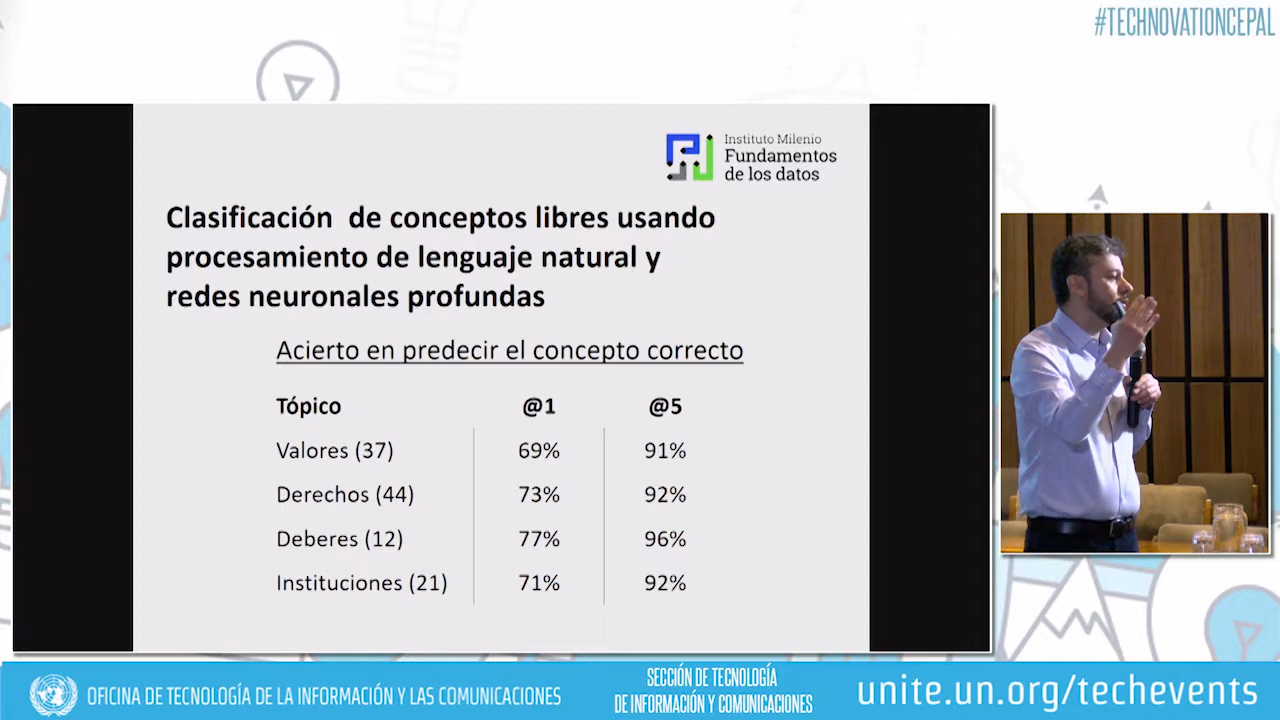 #TECHNOVATIONCEPAL
Instituto Milenio
Fundamentos
de los datos
Clasificación de conceptos libres usando
procesamiento de lenguaje natural y
redes neuronales profundas
Acierto en predecir el concepto correcto
Tópico @1 @5
Valores (37) 69% 91%
Derechos (44) 73% 92%
Deberes (12) 77% 96%
Instituciones (21) 71% 92%
OFICINA DE TECNOLOGÍA DE LA INFORMACIÓN Y LAS COMUNICACIONES
SECCIÓN DE TECNOLOGÍA
DE INFORMACIÓN Y COMUNICACIONES
unite.un.org/techevents